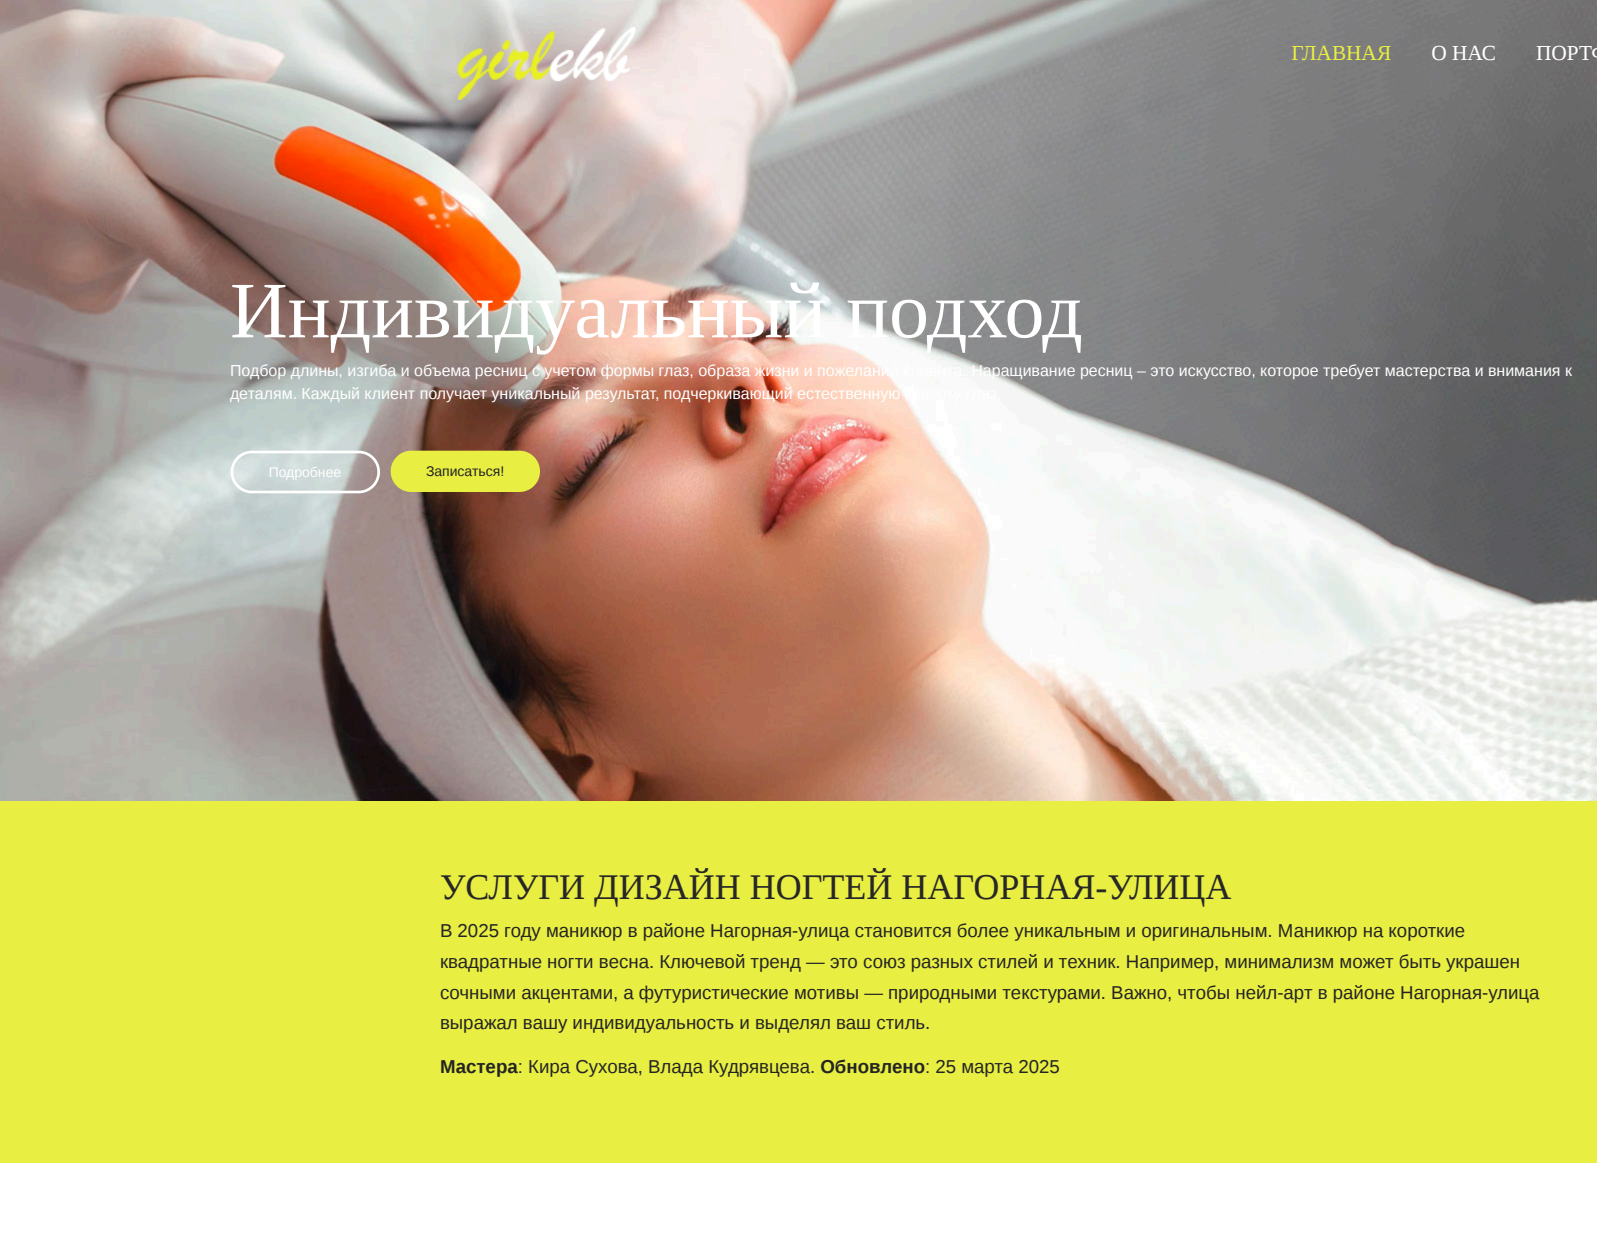 girlekb
ГЛАВНАЯ О НАС
Индивидуальный подход
Подбор длины, изгиба и объема ресниц с учетом формы глаз, образа жизни и пожеланий клиента. Наращивание ресниц – это искусство, которое требует мастерства и внимания к
деталям. Каждый клиент получает уникальный результат, подчеркивающий естественную
Подробнее Записаться!
УСЛУГИ ДИЗАЙН НОГТЕЙ НАГОРНАЯ-УЛИЦА
В 2025 году маникюр в районе Нагорная-улица становится более уникальным и оригинальным. Маникюр на короткие
квадратные ногти весна. Ключевой тренд — это союз разных стилей и техник. Например, минимализм может быть украшен
сочными акцентами, а футуристические мотивы — природными текстурами. Важно, чтобы нейл-арт в районе Нагорная-улица
выражал вашу индивидуальность и выделял ваш стиль.
Мастера: Кира Сухова, Влада Кудрявцева. Обновлено: 25 марта 2025